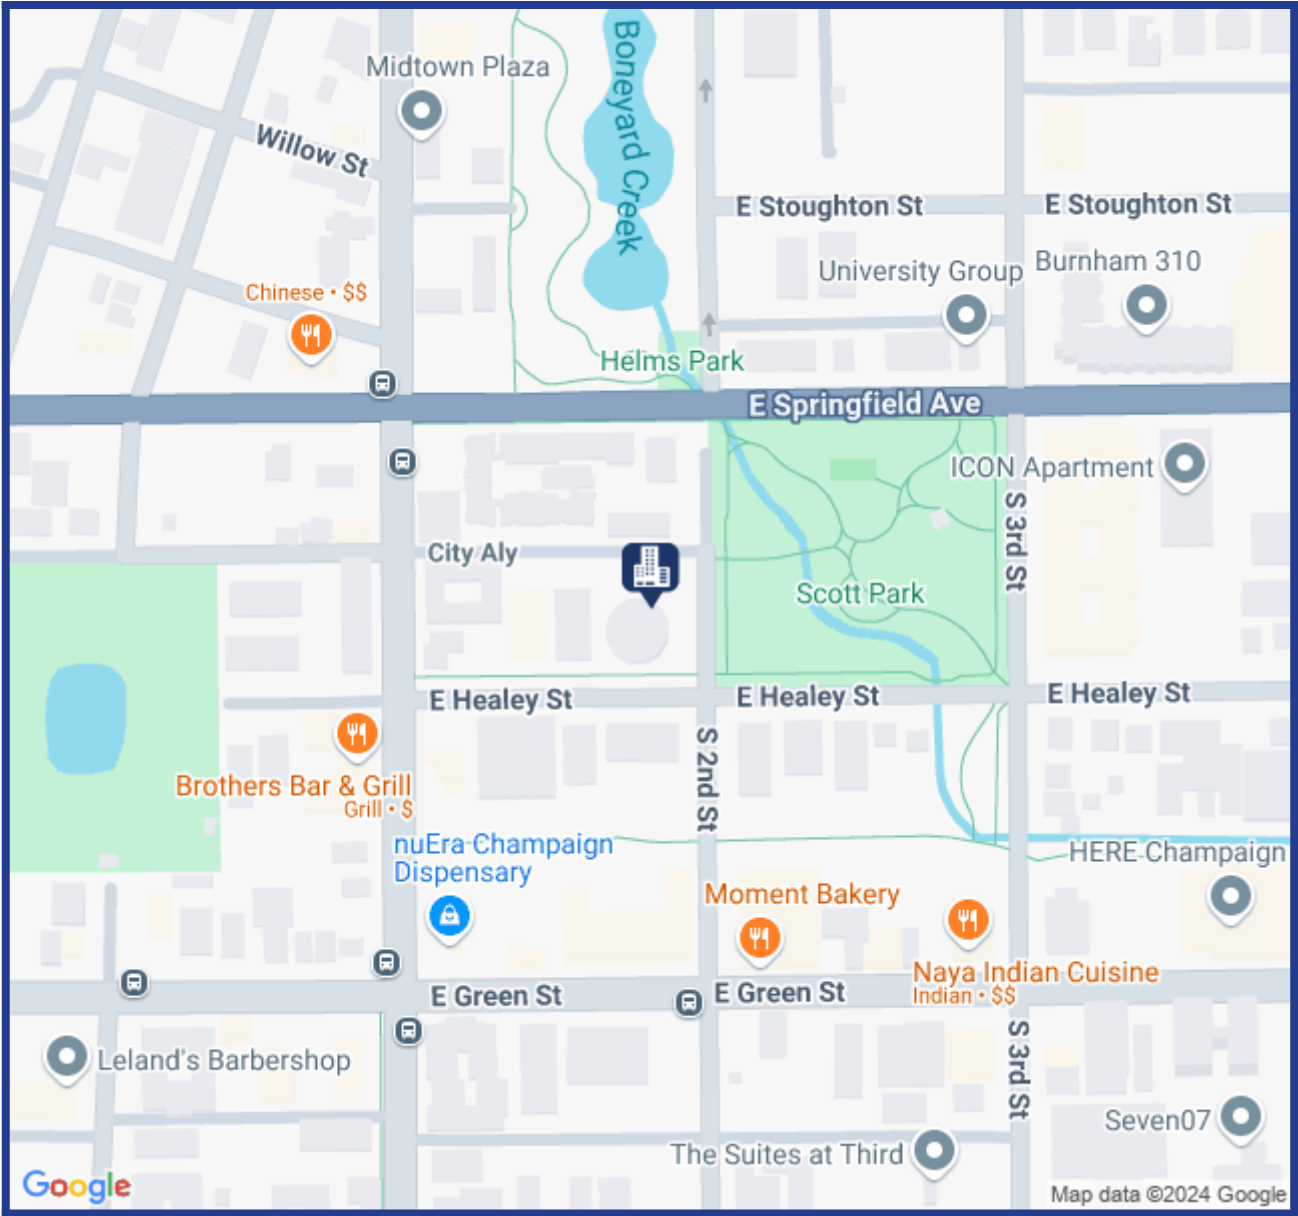 Boneyard Creek
Midtown Plaza
Willow St
E Stoughton St
E Stoughton St
University Group
Burnham 310
Chinese • $$
Helms Park
E Springfield Ave
ICON Apartment
S 3rd St
City Aly
Scott Park
E Healey St
E Healey St
E Healey St
S 2nd St
Brothers Bar & Grill
Grill • $
nuEra Champaign
Dispensary
HERE Champaign
Moment Bakery
Naya Indian Cuisine
Indian • $$
E Green St
E Green St
S 3rd St
Leland's Barbershop
Seven07
The Suites at Third
Google
Map data ©2024 Google